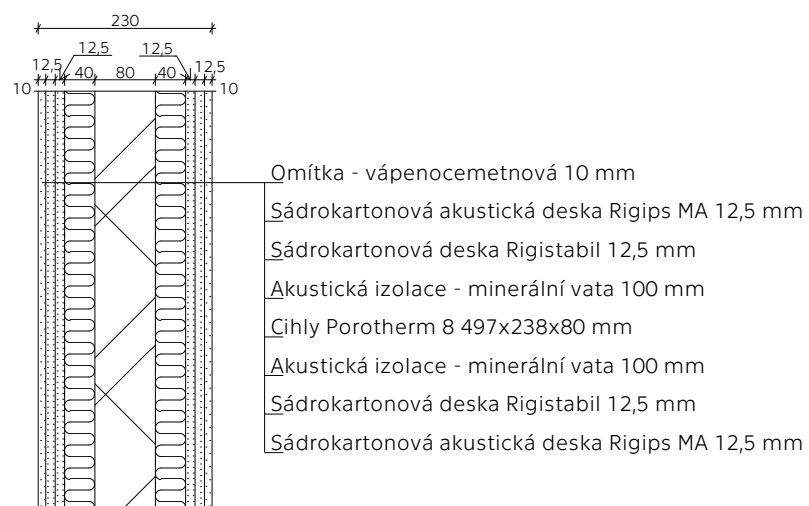 230
12,5 12,5
12,5 40 80 40 12,5
10 10
Omítka - vápenocemetnová 10 mm
Sádrokartonová akustická deska Rigips MA 12,5 mm
Sádrokartonová deska Rigistabil 12,5 mm
Akustická izolace - minerální vata 100 mm
Cihly Porotherm 8 497x238x80 mm
Akustická izolace - minerální vata 100 mm
Sádrokartonová deska Rigistabil 12,5 mm
Sádrokartonová akustická deska Rigips MA 12,5 mm